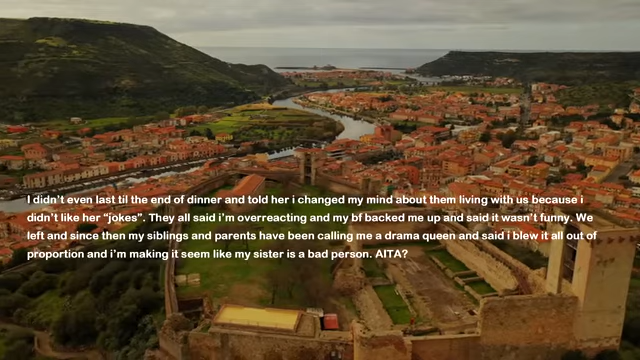 I didn't even last til the end of dinner and told her i changed my mind about them living with us because i
didn't like her “jokes”. They all said i'm overreacting and my bf backed me up and said it wasn't funny. We
left and since then my siblings and parents have been calling me a drama queen and said i blew it all out of
proportion and i'm making it seem like my sister is a bad person. AITA?